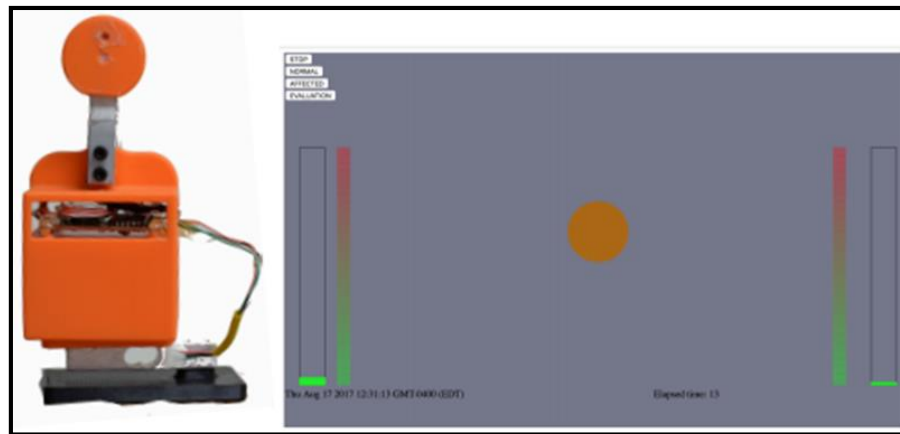 STOP
NORMAL
AFFECTED
EVALUATION
Thu Aug 17 2017 12:31:13 GMT-0400 (EDT)
Elapsed time: 13